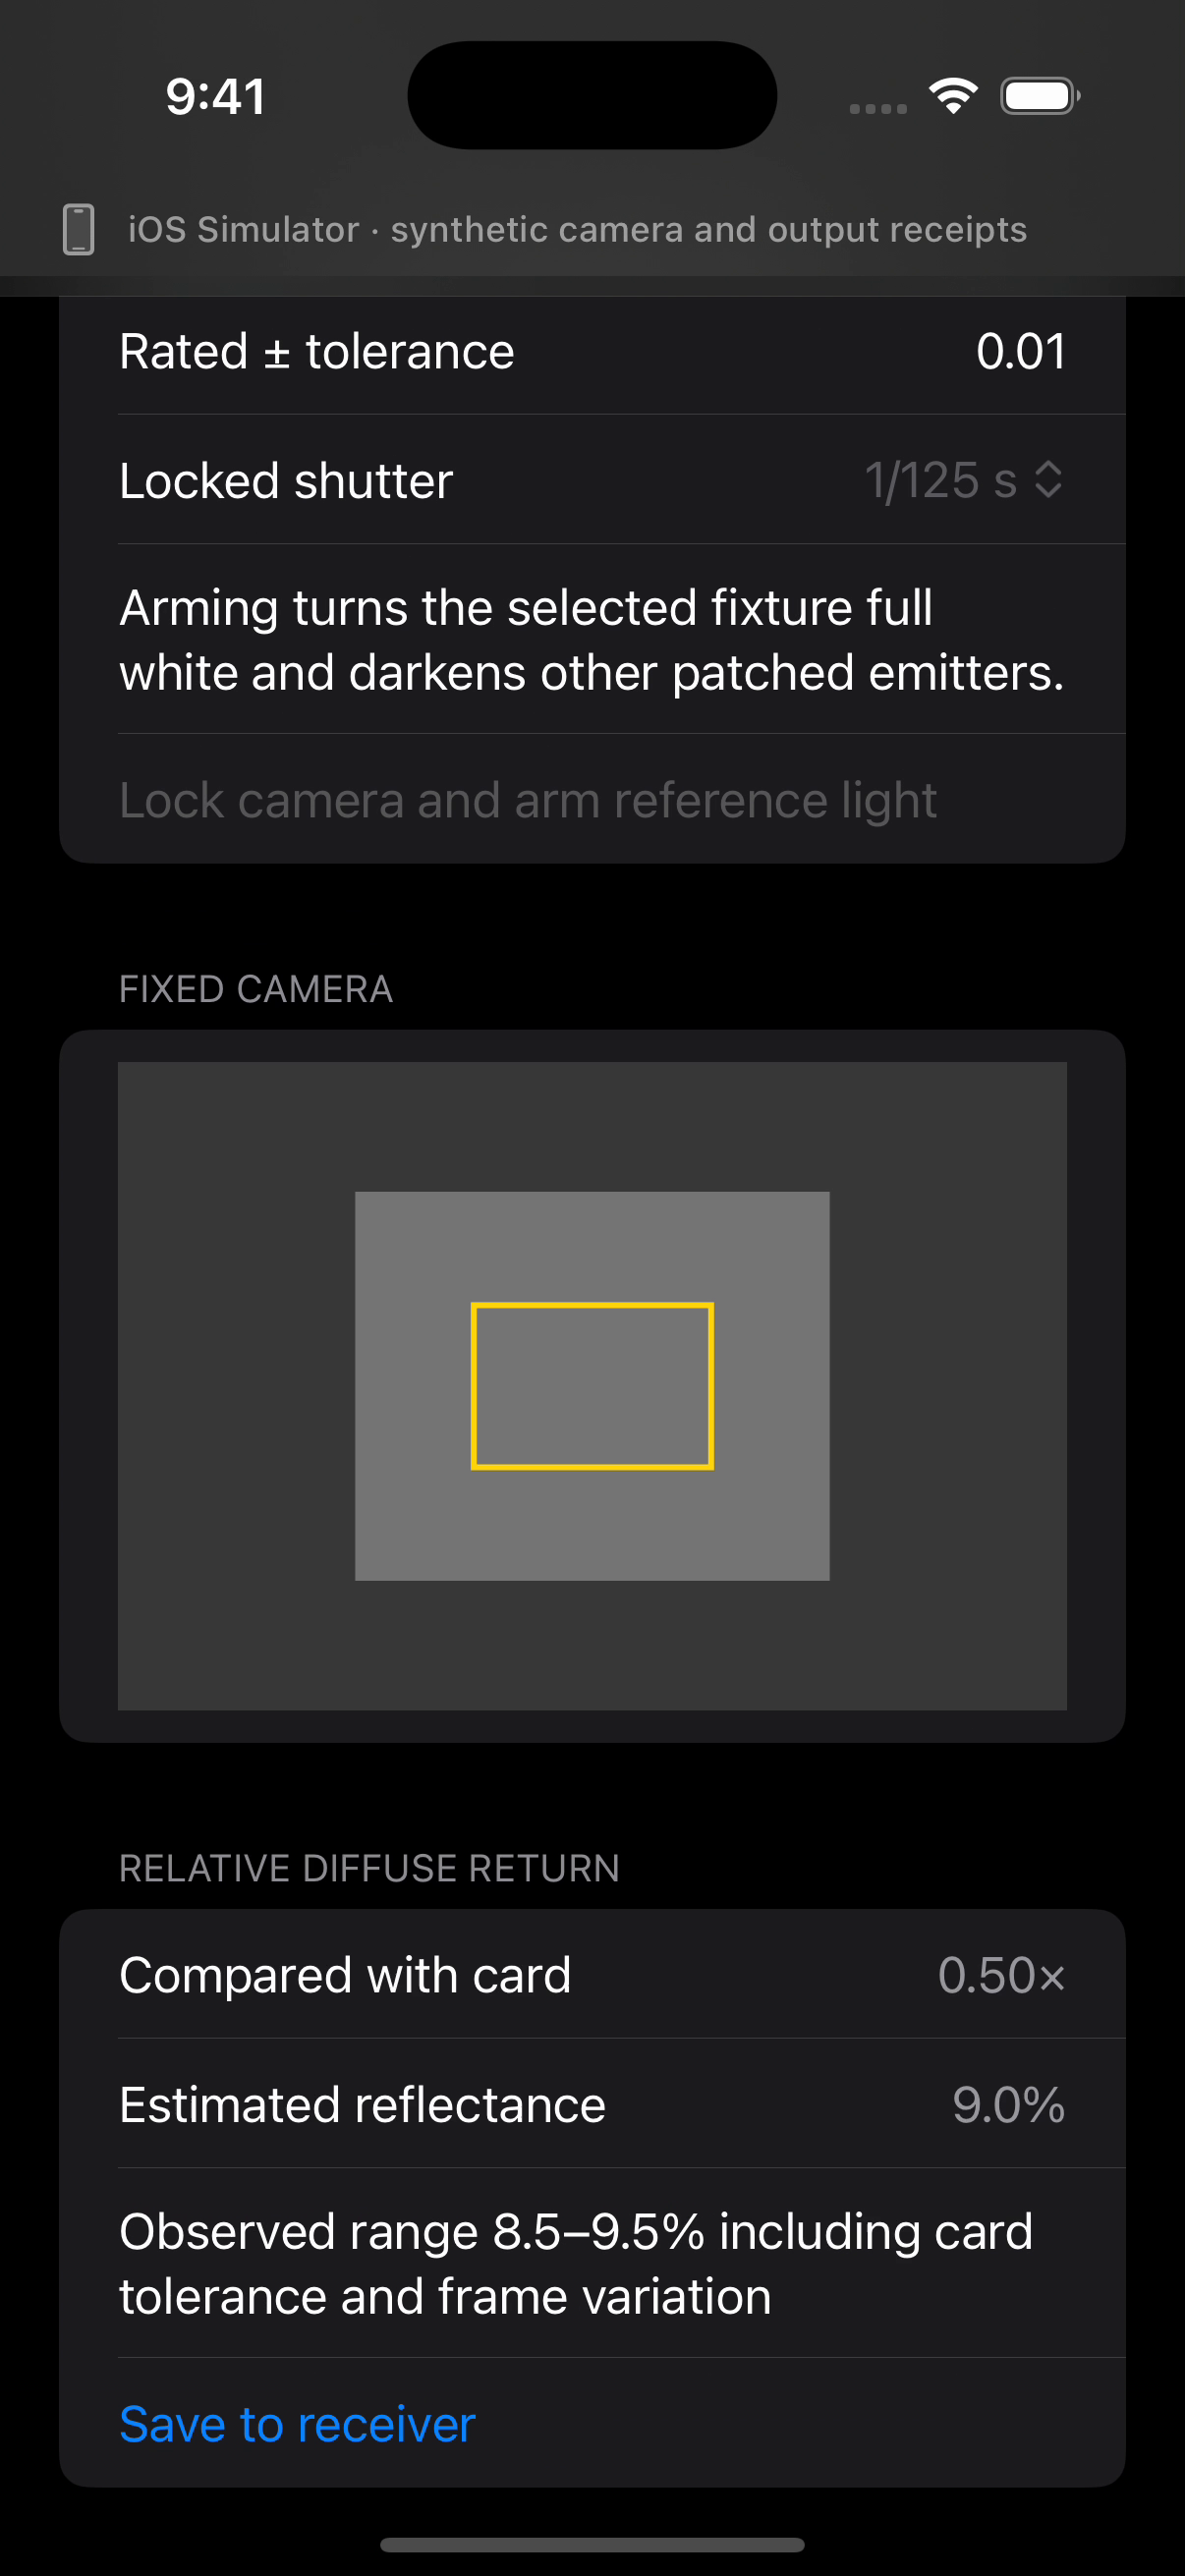 9:41
iOS Simulator · synthetic camera and output receipts
Rated ± tolerance 0.01
Locked shutter 1/125 s
Arming turns the selected fixture full
white and darkens other patched emitters.
Lock camera and arm reference light
FIXED CAMERA
RELATIVE DIFFUSE RETURN
Compared with card 0.50×
Estimated reflectance 9.0%
Observed range 8.5–9.5% including card
tolerance and frame variation
Save to receiver